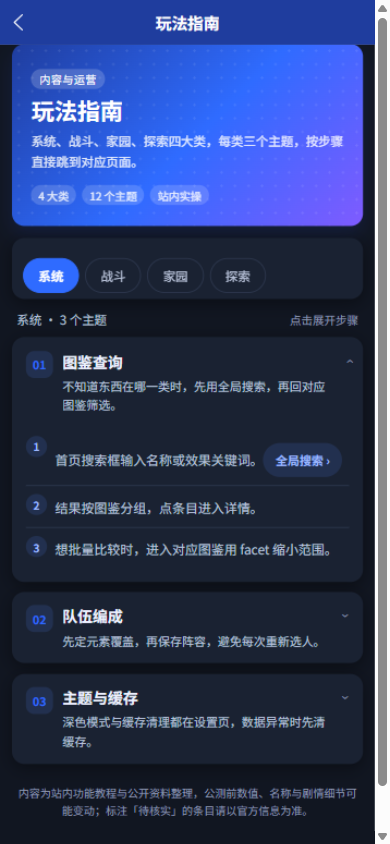 玩法指南
内容与运营
玩法指南
系统、战斗、家园、探索四大类，每类三个主题，按步骤
直接跳到对应页面。
4 大类 12 个主题 站内实操
系统 战斗 家园 探索
系统 · 3 个主题 点击展开步骤
01 图鉴查询
不知道东西在哪一类时，先用全局搜索，再回对应
图鉴筛选。
1 首页搜索框输入名称或效果关键词。 全局搜索 ›
2 结果按图鉴分组，点条目进入详情。
3 想批量比较时，进入对应图鉴用 facet 缩小范围。
02 队伍编成
先定元素覆盖，再保存阵容，避免每次重新选人。
03 主题与缓存
深色模式与缓存清理都在设置页，数据异常时先清
缓存。
内容为站内功能教程与公开资料整理，公测前数值、名称与剧情细节可
能变动；标注「待核实」的条目请以官方信息为准。